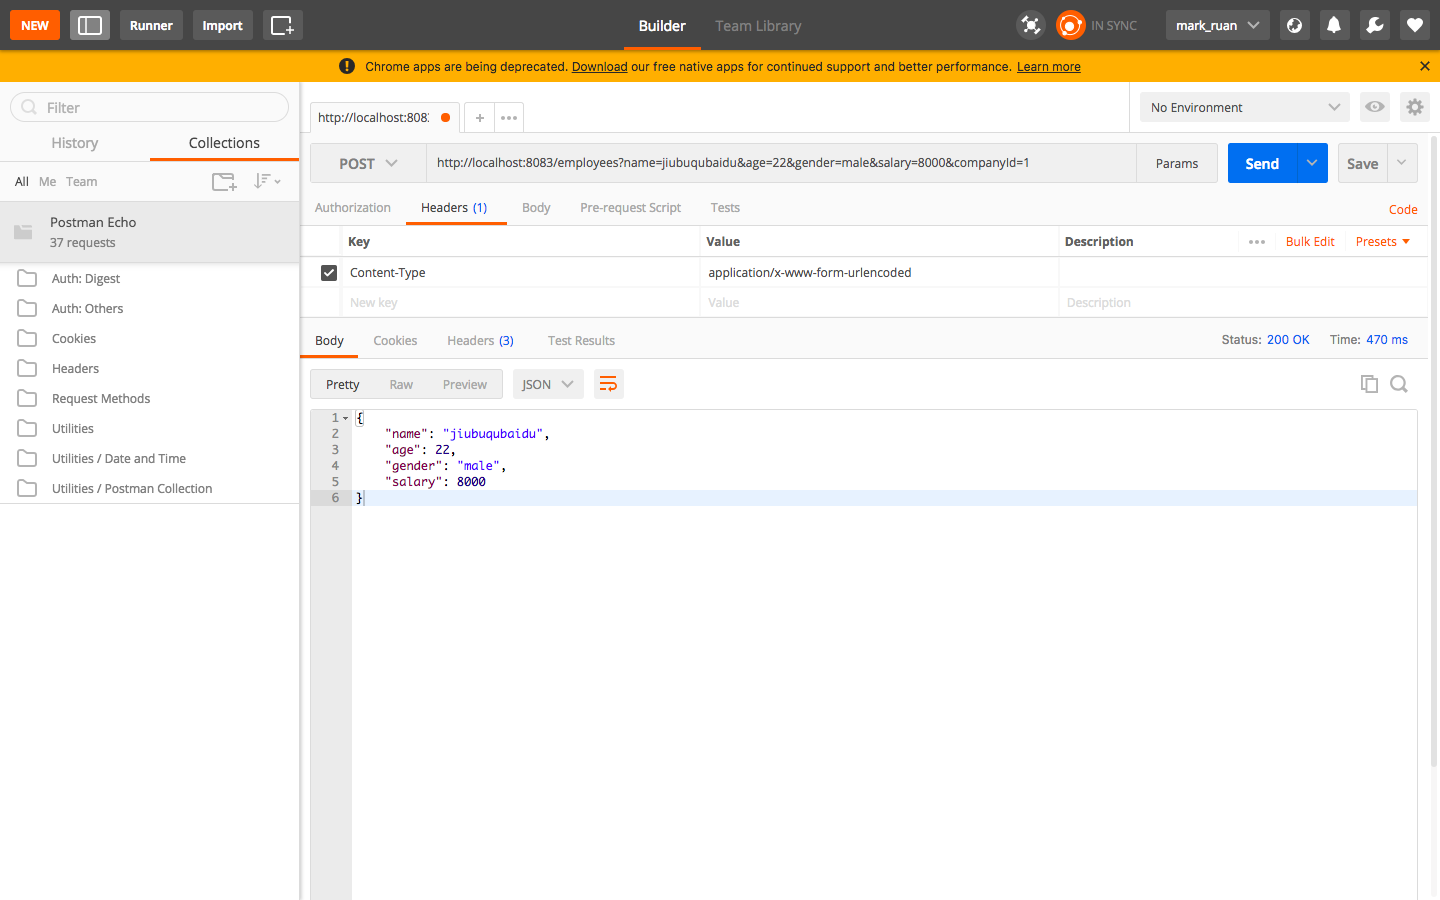 NEW Runner Import Builder Team Library IN SYNC mark_ruan
Chrome apps are being deprecated. Download our free native apps for continued support and better performance. Learn more
Filter
History Collections
All Me Team
Postman Echo
37 requests
Auth: Digest
Auth: Others
Cookies
Headers
Request Methods
Utilities
Utilities / Date and Time
Utilities / Postman Collection
http://localhost:808 + ••• No Environment
POST http://localhost:8083/employees?name=jiubuqubaidu&age=22&gender=male&salary=8000&companyId=1 Params Send Save
Authorization Headers (1) Body Pre-request Script Tests Code
Key Value Description ••• Bulk Edit Presets
Content-Type application/x-www-form-urlencoded
New key Value Description
Body Cookies Headers (3) Test Results Status: 200 OK Time: 470 ms
Pretty Raw Preview JSON
1 {
2 "name": "jiubuqubaidu",
3 "age": 22,
4 "gender": "male",
5 "salary": 8000
6 }